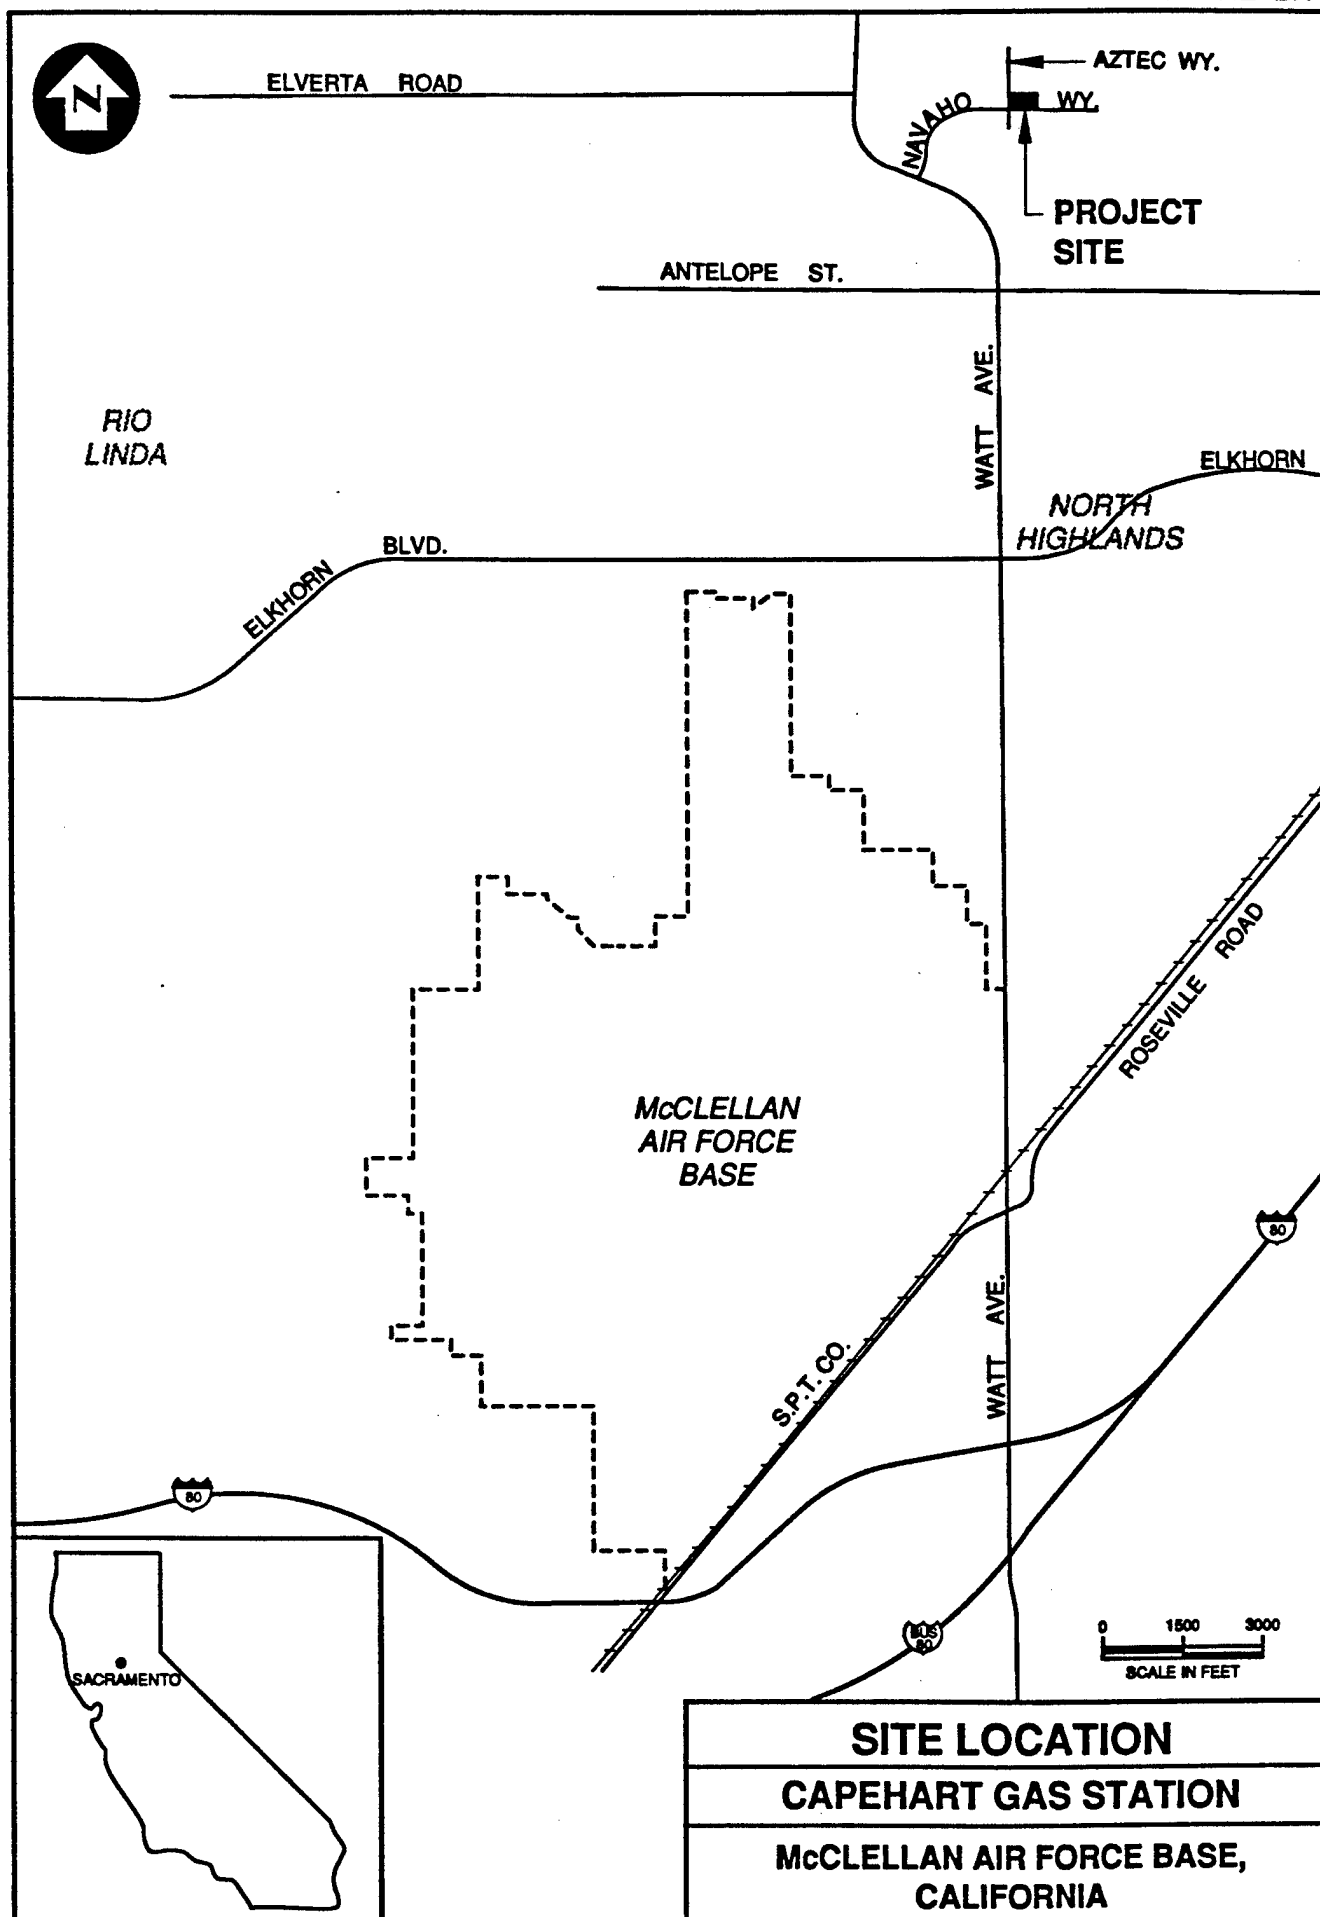 N
ELVERTA ROAD
AZTEC WY.
NAVAHO WY.
PROJECT
SITE
ANTELOPE ST.
WATT AVE.
RIO
LINDA
ELKHORN
NORTH
HIGHLANDS
ELKHORN BLVD.
ROSEVILLE ROAD
McCLELLAN
AIR FORCE
BASE
80
WATT AVE.
S.P.T. CO.
80
BUS
80
0 1500 3000
SCALE IN FEET
SACRAMENTO
SITE LOCATION
CAPEHART GAS STATION
McCLELLAN AIR FORCE BASE,
CALIFORNIA